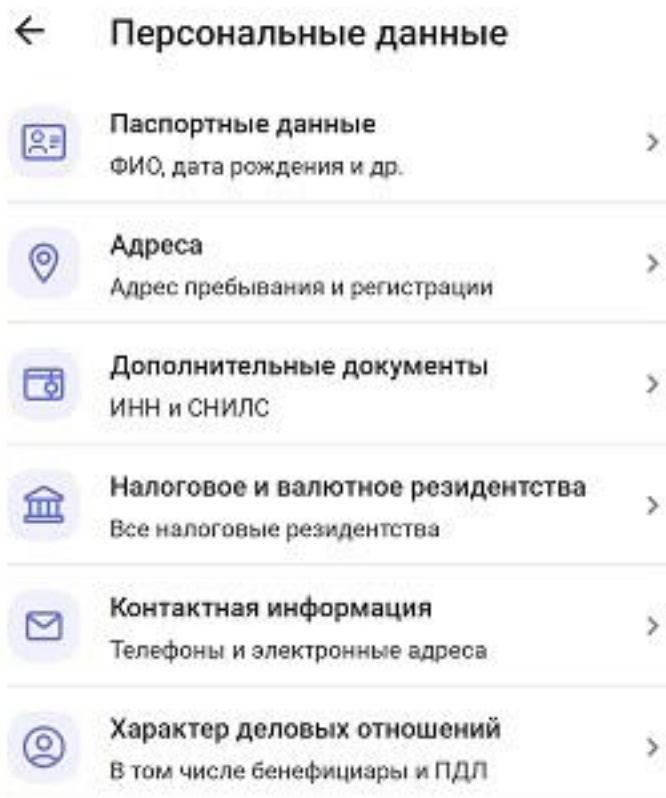 Персональные данные
Паспортные данные
ФИО, дата рождения и др.
Адреса
Адрес пребывания и регистрации
Дополнительные документы
ИНН и СНИЛС
Налоговое и валютное резидентства
Все налоговые резидентства
Контактная информация
Телефоны и электронные адреса
Характер деловых отношений
В том числе бенефициары и ПДЛ